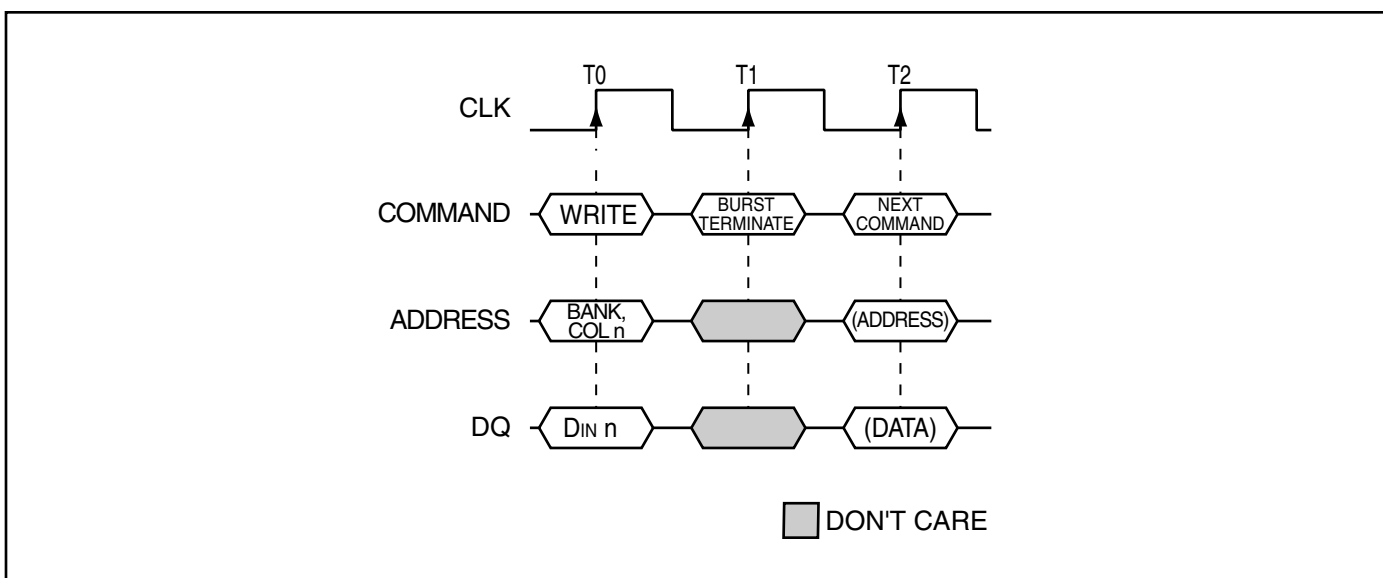 T0 T1 T2
CLK
COMMAND WRITE BURST TERMINATE NEXT COMMAND
ADDRESS BANK, COL n (ADDRESS)
DQ DIN n (DATA)
DON'T CARE